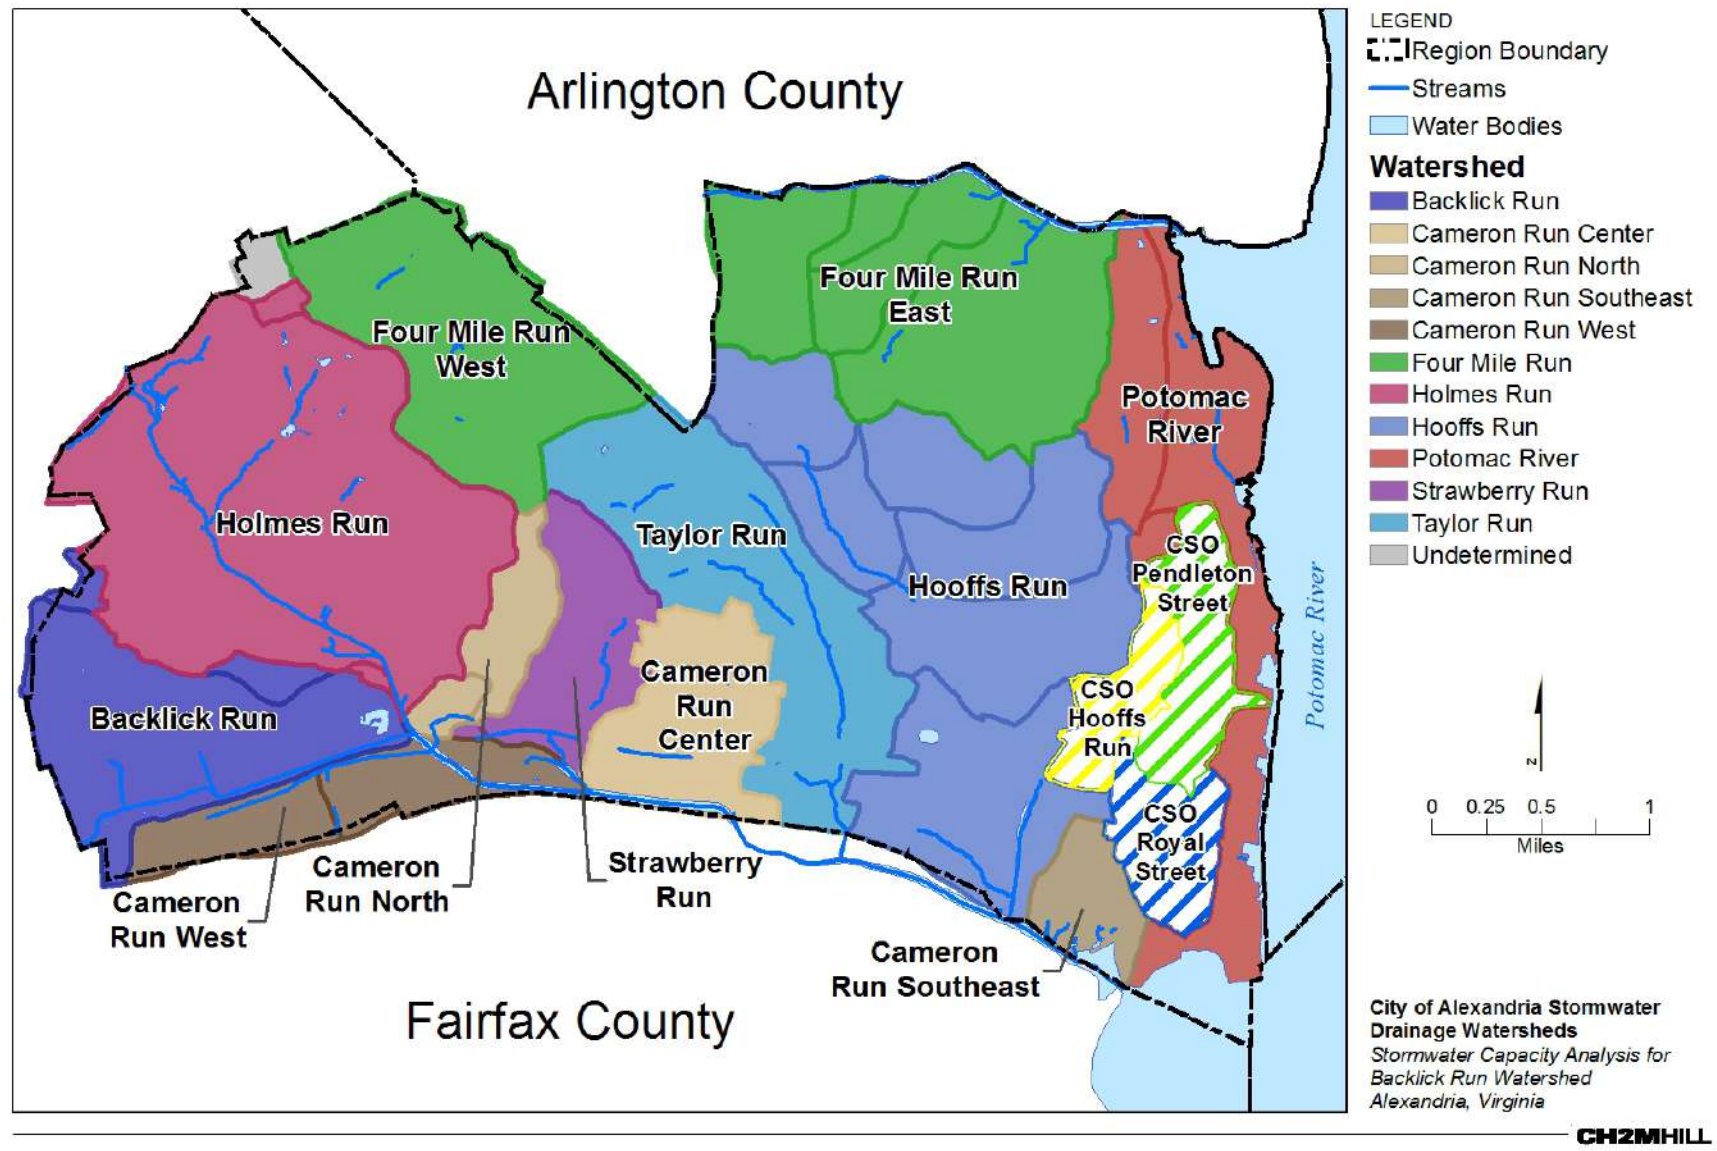 Arlington County
Four Mile Run
West
Four Mile Run
East
Potomac
River
Holmes Run
Taylor Run
Hooffs Run
CSO
Pendleton
Street
Backlick Run
Cameron
Run
Center
CSO
Hooffs
Run
CSO
Royal
Street
Potomac River
Cameron
Run West
Cameron
Run North
Strawberry
Run
Cameron
Run Southeast
Fairfax County
LEGEND
Region Boundary
Streams
Water Bodies
Watershed
Backlick Run
Cameron Run Center
Cameron Run North
Cameron Run Southeast
Cameron Run West
Four Mile Run
Holmes Run
Hooffs Run
Potomac River
Strawberry Run
Taylor Run
Undetermined
N
0 0.25 0.5 1
Miles
City of Alexandria Stormwater
Drainage Watersheds
Stormwater Capacity Analysis for
Backlick Run Watershed
Alexandria, Virginia
CH2MHILL